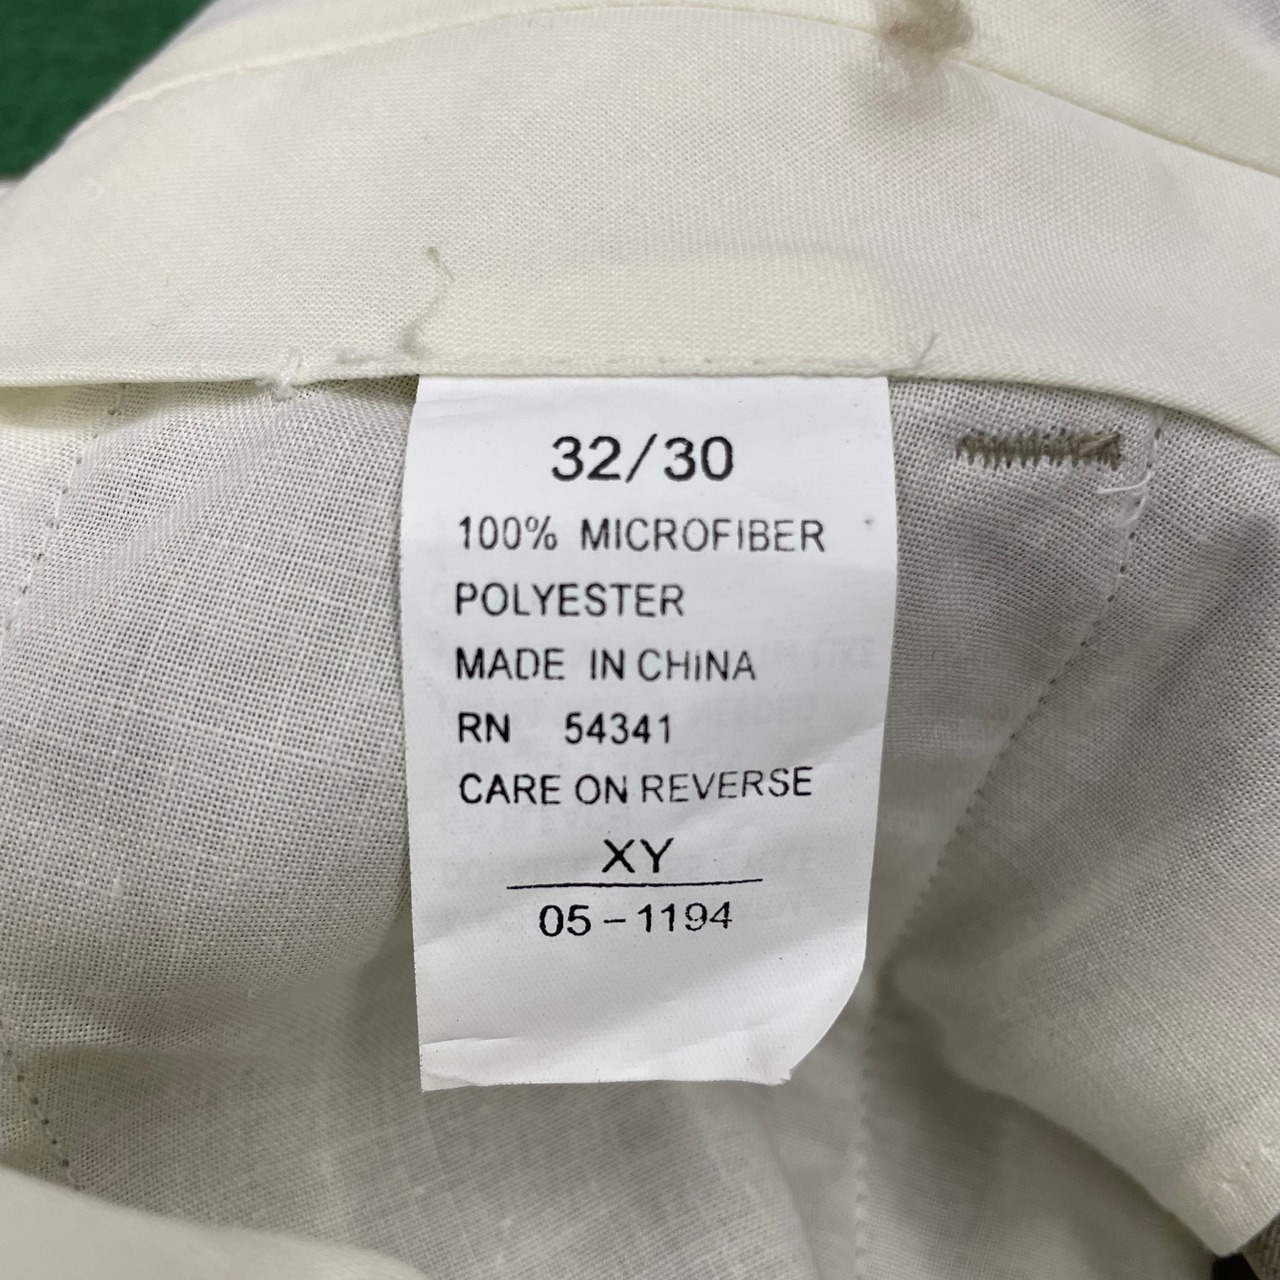 32/30
100% MICROFIBER
POLYESTER
MADE IN CHINA
RN 54341
CARE ON REVERSE
XY
05-1194